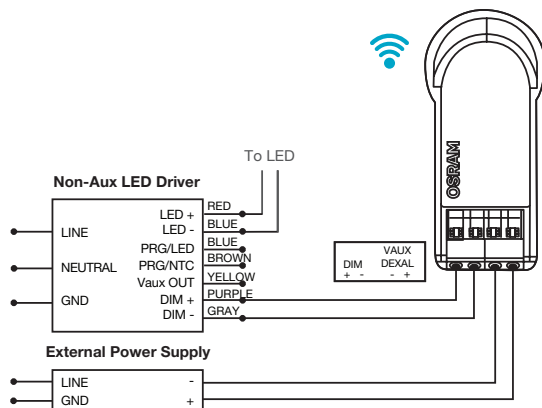 OSRAM
To LED
Non-Aux LED Driver
LINE
NEUTRAL
GND
LED + RED
LED - BLUE
PRG/LED BLUE
PRG/NTC BROWN
Vaux OUT YELLOW
DIM + PURPLE
DIM - GRAY
VAUX
DIM DEXAL
+ - - +
External Power Supply
LINE -
GND +